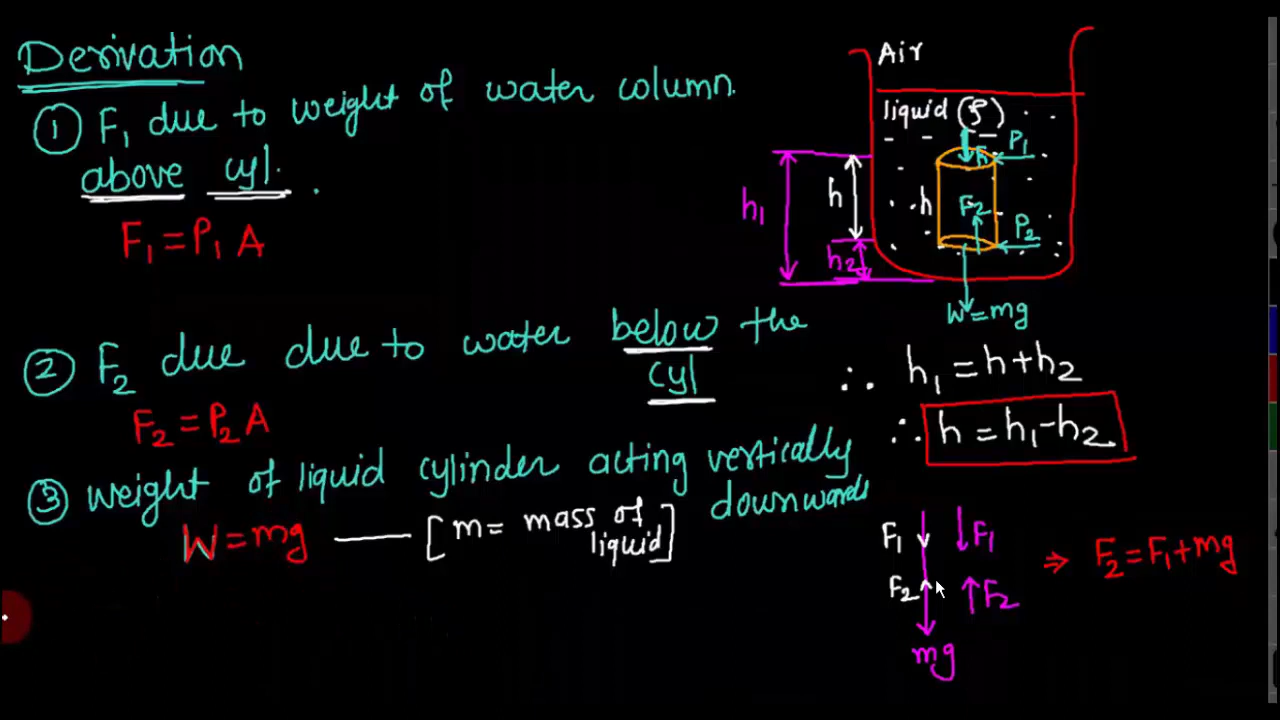 Derivation
① F₁ due to weight of water column
above cyl.
F₁ = P₁ A
② F₂ due due to water below the
cyl
F₂ = P₂ A
③ weight of liquid cylinder acting vertically
downwards
W = mg —— [m = mass of
liquid]
Air
liquid (ρ)
P₁
F₁
h₁
h
h
F₂
P₂
h₂
W = mg
∴ h₁ = h + h₂
∴ h = h₁ - h₂
F₁ ↓ ↓F₁
F₂ ↑F₂
mg
⇒ F₂ = F₁ + mg